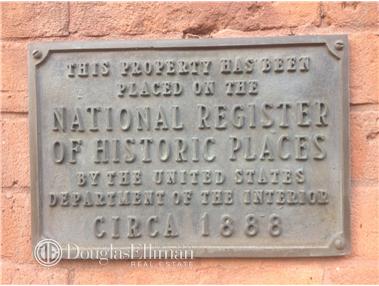 THIS PROPERTY HAS BEEN
PLACED ON THE
NATIONAL REGISTER
OF HISTORIC PLACES
BY THE UNITED STATES
DEPARTMENT OF THE INTERIOR
CIRCA 1888
DE DouglasElliman
REAL ESTATE